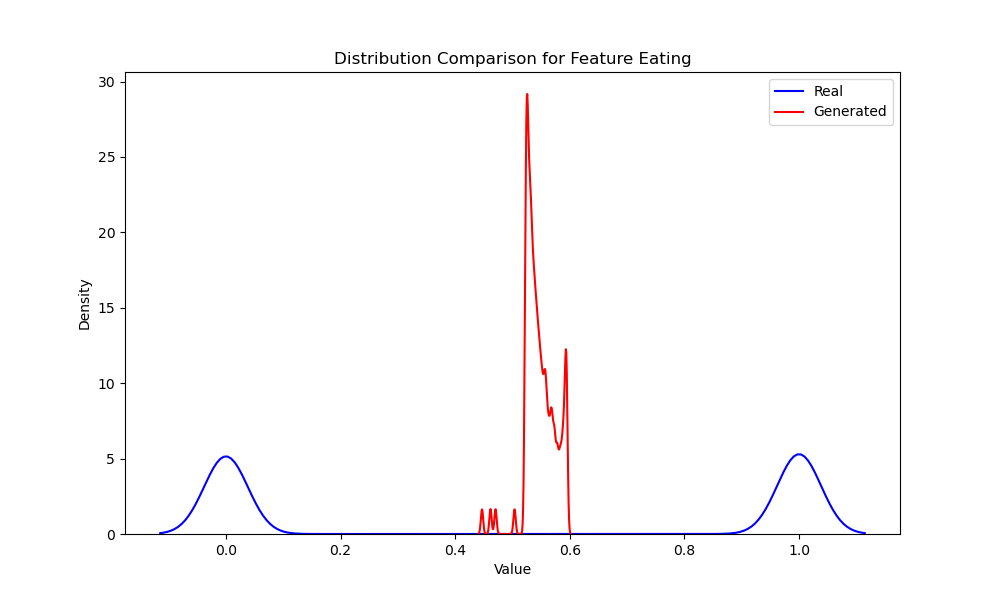 Distribution Comparison for Feature Eating
Real
Generated
Density
30
25
20
15
10
5
0
0.0 0.2 0.4 0.6 0.8 1.0
Value